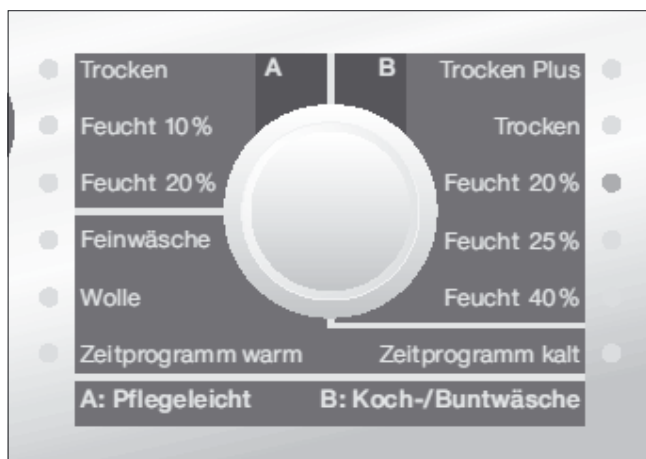 Trocken A B Trocken Plus
Feucht 10% Trocken
Feucht 20% Feucht 20%
Feinwäsche Feucht 25%
Wolle Feucht 40%
Zeitprogramm warm Zeitprogramm kalt
A: Pflegeleicht B: Koch-/Buntwäsche